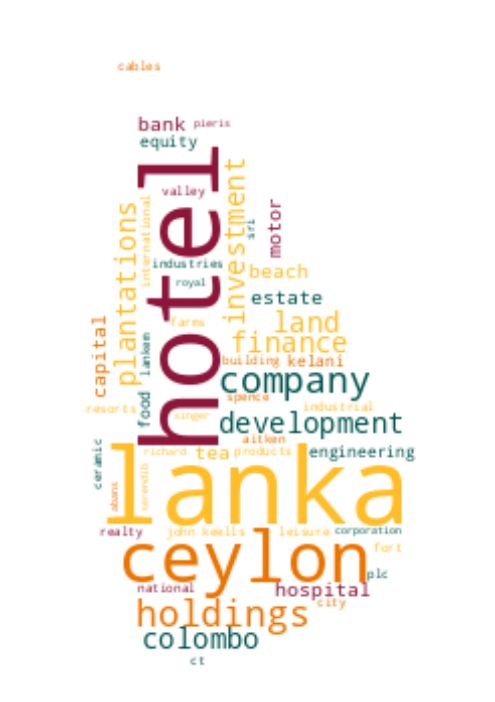 cables
bank
pieris
equity
hotel
valley
investment
international
plantations
sri
motor
industries
beach
royal
estate
farms
land
capital
lanken
finance
building
kelani
company
food
spence
resorts
singer
industrial
development
aitken
ceramic
richard
tea
products
engineering
lanka
abans
serendib
realty
john keells
leisure
corporation
ceylon
fort
plc
national
hospital
holdings
city
colombo
ct